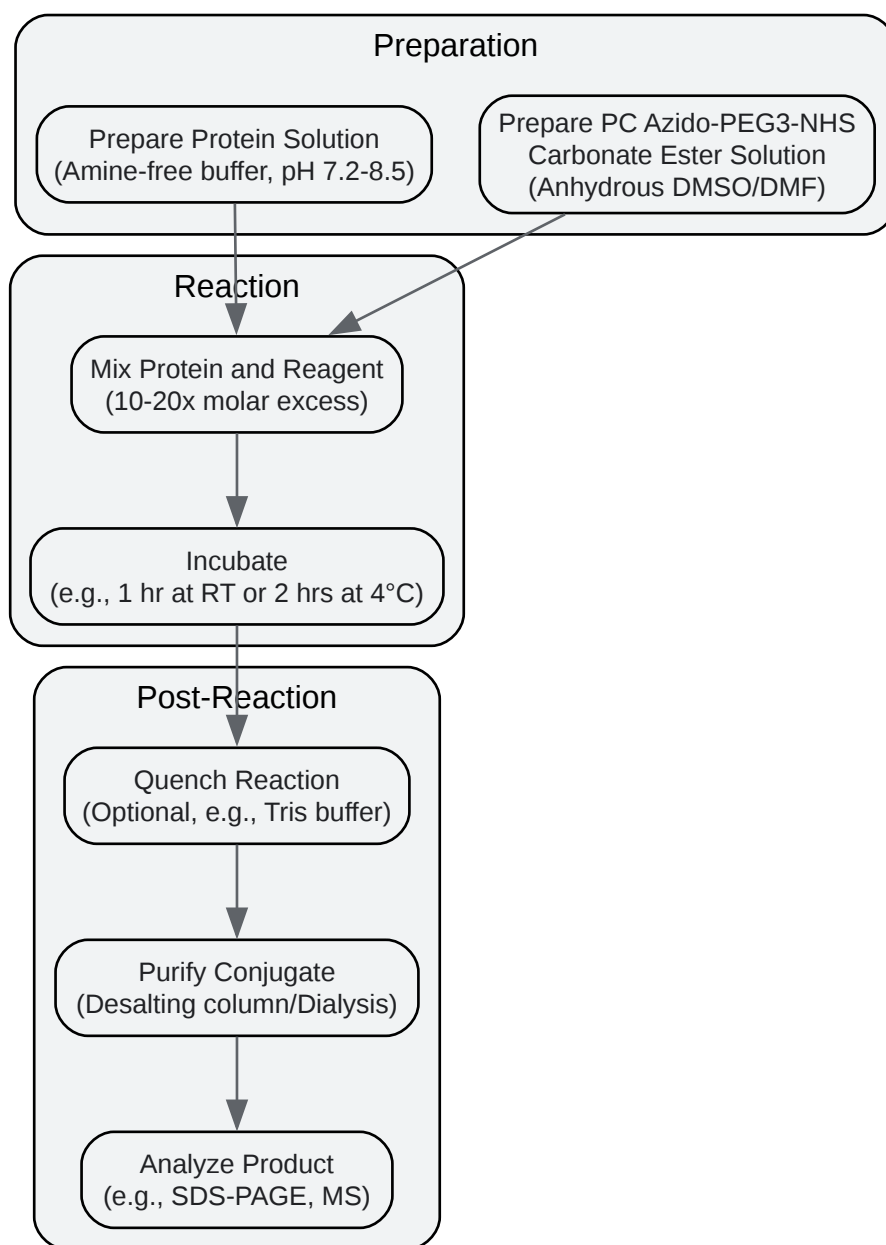 Preparation
Prepare Protein Solution
(Amine-free buffer, pH 7.2-8.5)
Prepare PC Azido-PEG3-NHS
Carbonate Ester Solution
(Anhydrous DMSO/DMF)
Reaction
Mix Protein and Reagent
(10-20x molar excess)
Incubate
(e.g., 1 hr at RT or 2 hrs at 4°C)
Post-Reaction
Quench Reaction
(Optional, e.g., Tris buffer)
Purify Conjugate
(Desalting column/Dialysis)
Analyze Product
(e.g., SDS-PAGE, MS)